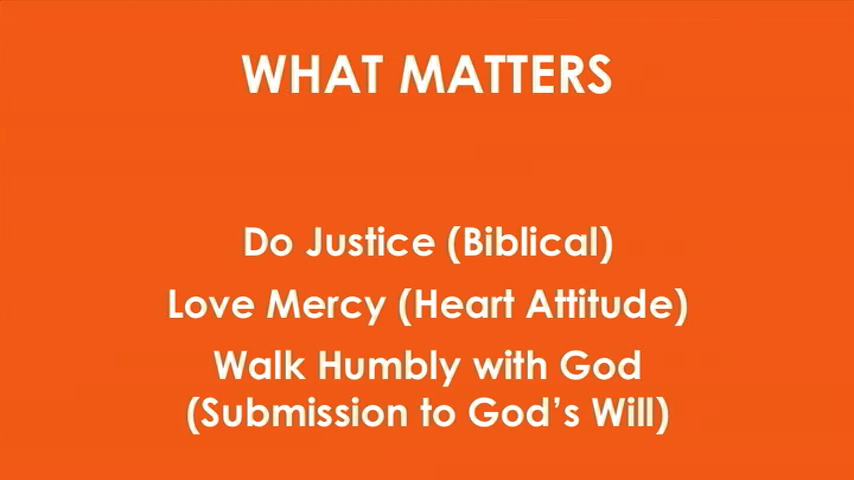 WHAT MATTERS
Do Justice (Biblical)
Love Mercy (Heart Attitude)
Walk Humbly with God
(Submission to God’s Will)